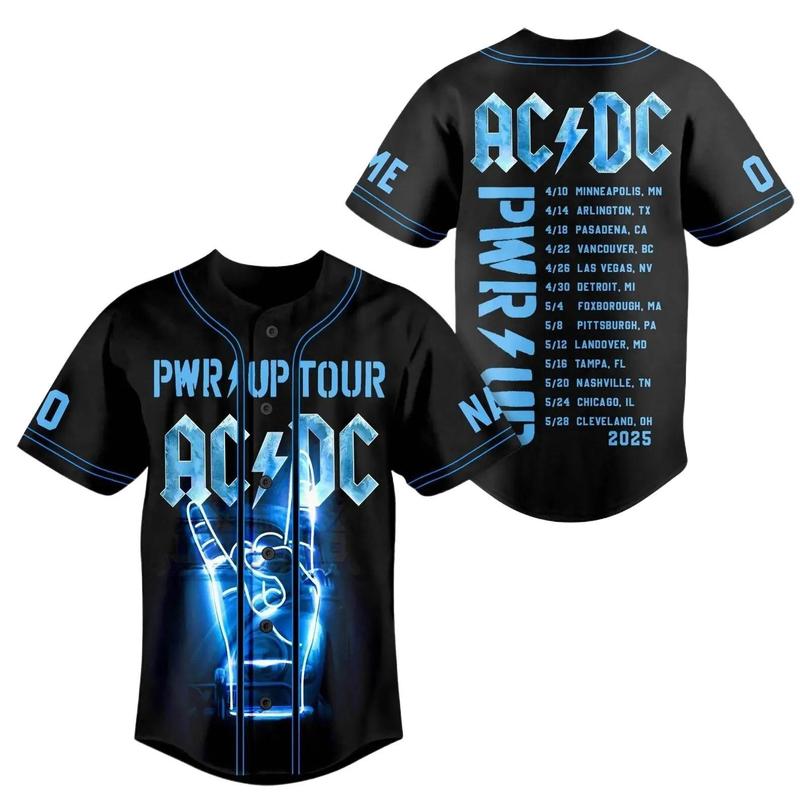 PWR⚡UP TOUR
AC⚡DC
0
NA
ME
0
AC⚡DC
PWR⚡UP
4/10 MINNEAPOLIS, MN
4/14 ARLINGTON, TX
4/18 PASADENA, CA
4/22 VANCOUVER, BC
4/26 LAS VEGAS, NV
4/30 DETROIT, MI
5/4 FOXBOROUGH, MA
5/8 PITTSBURGH, PA
5/12 LANDOVER, MD
5/16 TAMPA, FL
5/20 NASHVILLE, TN
5/24 CHICAGO, IL
5/28 CLEVELAND, OH
2025